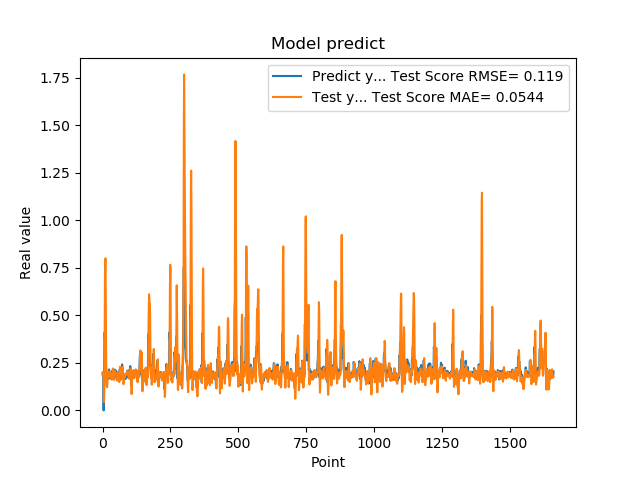 Model predict
Predict y... Test Score RMSE= 0.119
Test y... Test Score MAE= 0.0544
1.75
1.50
1.25
1.00
0.75
0.50
0.25
0.00
Real value
0 250 500 750 1000 1250 1500
Point